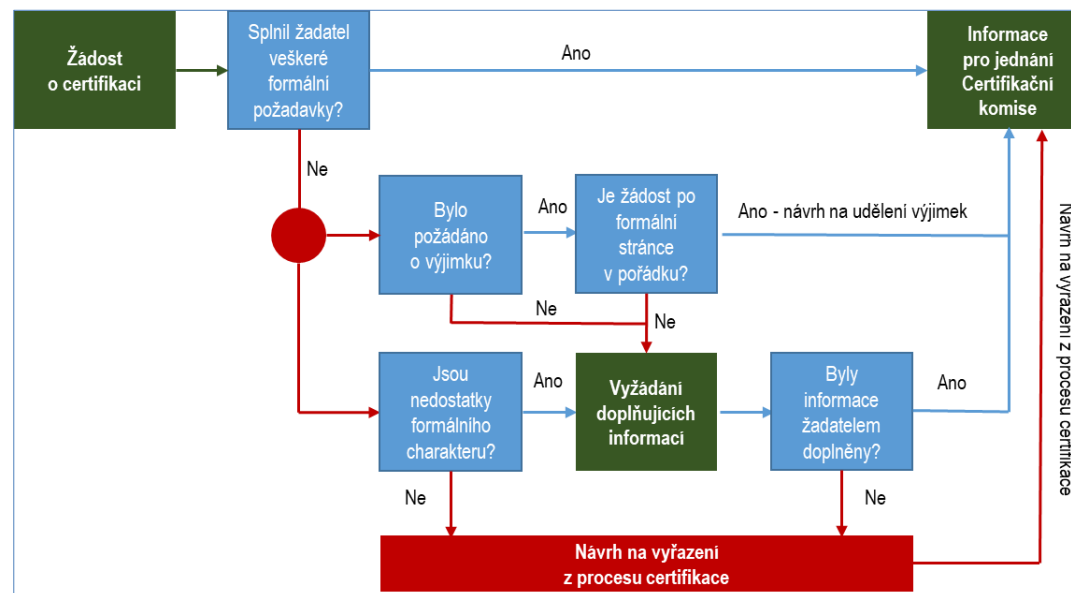 Žádost
o certifikaci
Splnil žadatel
veškeré
formální
požadavky?
Ano
Informace
pro jednání
Certifikační
komise
Ne
Bylo
požádáno
o výjimku?
Ano
Je žádost po
formální
stránce
v pořádku?
Ano - návrh na udělení výjimek
Ne
Ne
Jsou
nedostatky
formálního
charakteru?
Ano
Vyžádání
doplňujících
informací
Byly
informace
žadatelem
doplněny?
Ano
Ne
Ne
Návrh na vyřazení
z procesu certifikace
Návrh na vyřazení z procesu certifikace